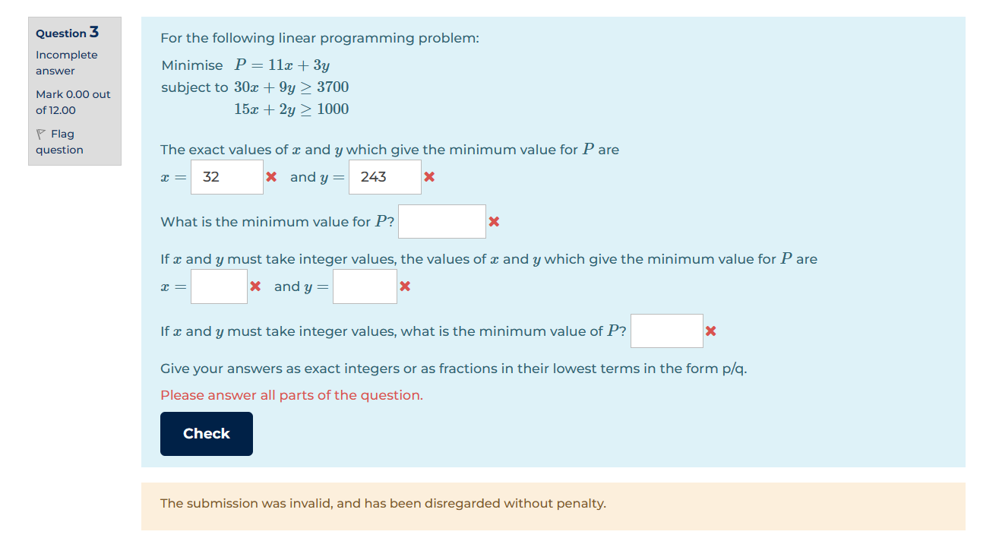 Question 3
Incomplete
answer
Mark 0.00 out
of 12.00
Flag
question
For the following linear programming problem:
Minimise P = 11x + 3y
subject to 30x + 9y ≥ 3700
15x + 2y ≥ 1000
The exact values of x and y which give the minimum value for P are
x = 32 and y = 243
What is the minimum value for P?
If x and y must take integer values, the values of x and y which give the minimum value for P are
x = and y =
If x and y must take integer values, what is the minimum value of P?
Give your answers as exact integers or as fractions in their lowest terms in the form p/q.
Please answer all parts of the question.
Check
The submission was invalid, and has been disregarded without penalty.